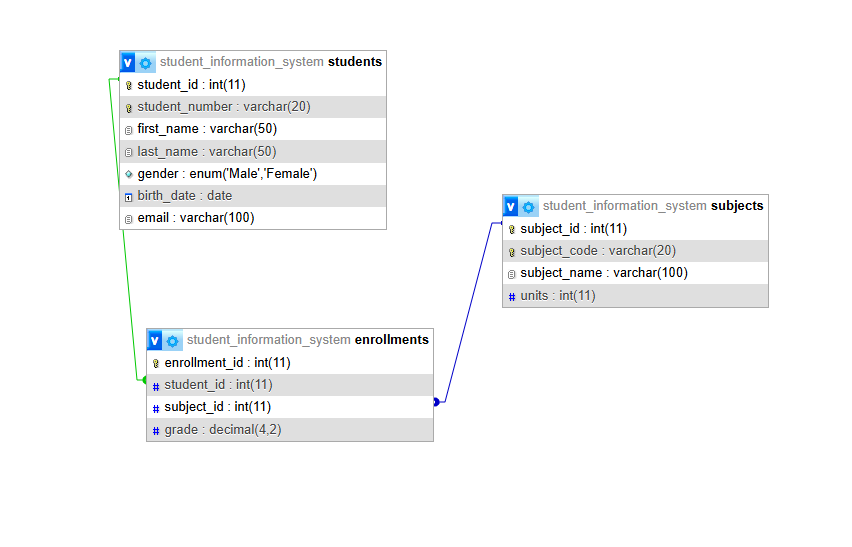 v student_information_system students
student_id : int(11)
student_number : varchar(20)
first_name : varchar(50)
last_name : varchar(50)
gender : enum('Male','Female')
birth_date : date
email : varchar(100)
v student_information_system subjects
subject_id : int(11)
subject_code : varchar(20)
subject_name : varchar(100)
# units : int(11)
v student_information_system enrollments
enrollment_id : int(11)
# student_id : int(11)
# subject_id : int(11)
# grade : decimal(4,2)